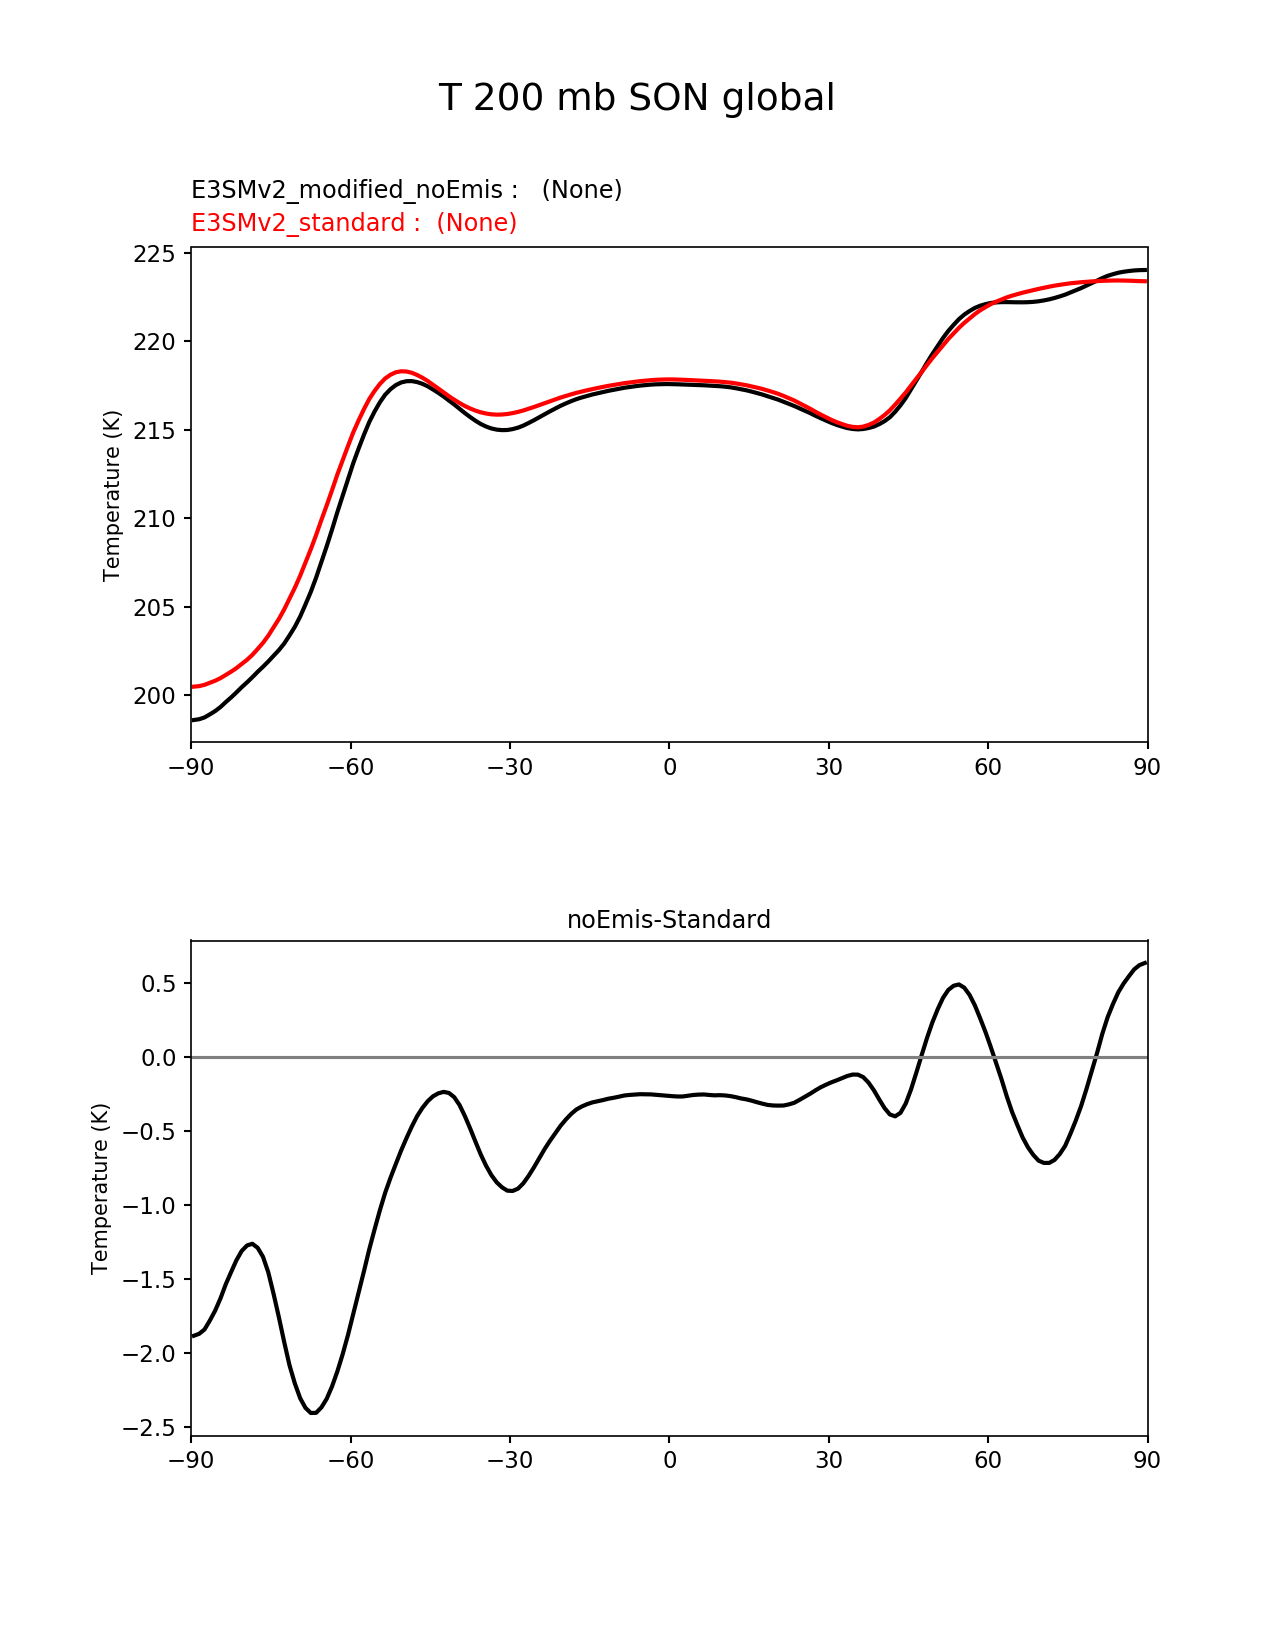 T 200 mb SON global
E3SMv2_modified_noEmis :   (None)
E3SMv2_standard :  (None)
225
220
215
210
205
200
Temperature (K)
−90 −60 −30 0 30 60 90
noEmis-Standard
0.5
0.0
−0.5
−1.0
−1.5
−2.0
−2.5
Temperature (K)
−90 −60 −30 0 30 60 90